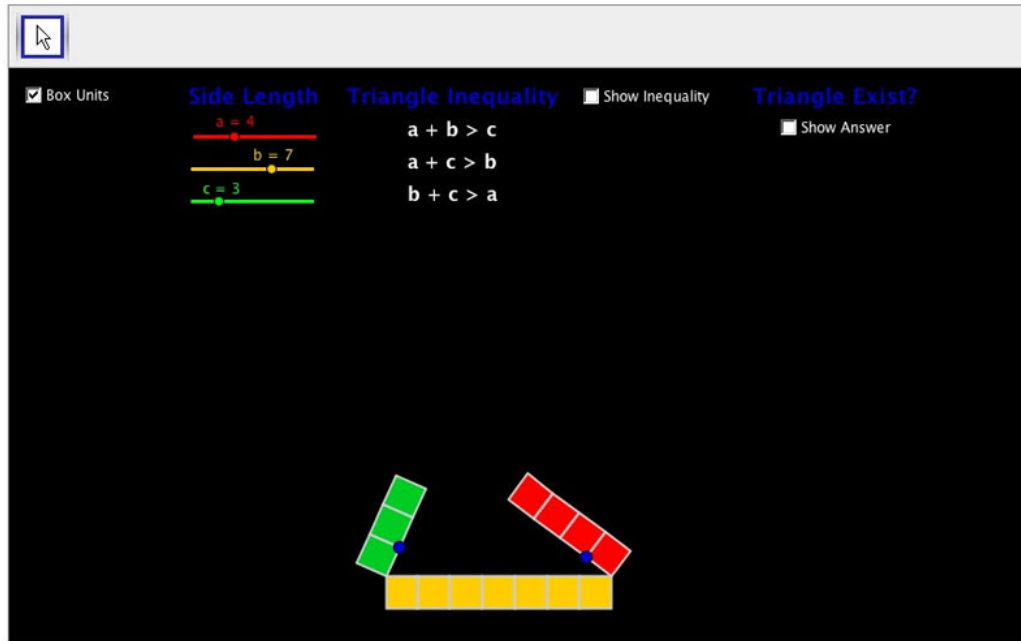 Box Units
Side Length
Triangle Inequality
Show Inequality
Triangle Exist?
a = 4
a + b > c
Show Answer
b = 7
a + c > b
c = 3
b + c > a